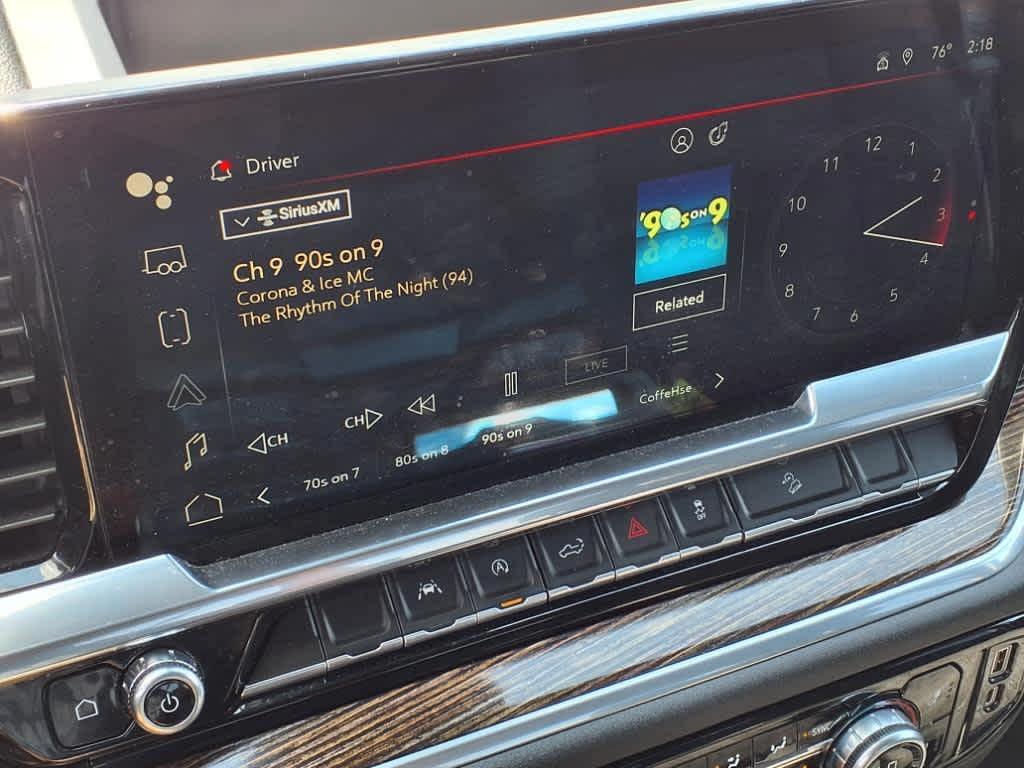 76° 2:18
Driver
SiriusXM
'90s ON 9
Ch 9 90s on 9
Corona & Ice MC
The Rhythm Of The Night (94)
Related
LIVE
CH
CH
70s on 7
80s on 8
90s on 9
CoffeHse
12
1
2
3
4
5
6
7
8
9
10
11
A
OFF
SYNC